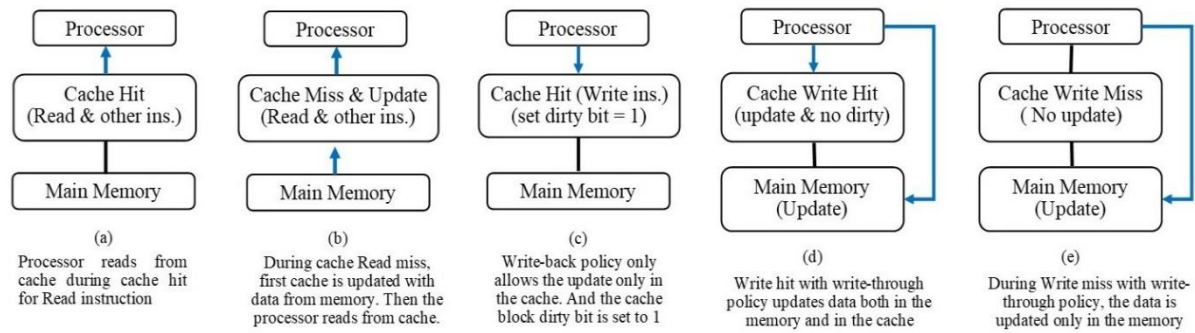 Processor
Cache Hit
(Read & other ins.)
Main Memory
(a)
Processor reads from
cache during cache hit
for Read instruction
Processor
Cache Miss & Update
(Read & other ins.)
Main Memory
(b)
During cache Read miss,
first cache is updated with
data from memory. Then the
processor reads from cache.
Processor
Cache Hit (Write ins.)
(set dirty bit = 1)
Main Memory
(c)
Write-back policy only
allows the update only in
the cache. And the cache
block dirty bit is set to 1
Processor
Cache Write Hit
(update & no dirty)
Main Memory
(Update)
(d)
Write hit with write-through
policy updates data both in the
memory and in the cache
Processor
Cache Write Miss
( No update)
Main Memory
(Update)
(e)
During Write miss with write-
through policy, the data is
updated only in the memory